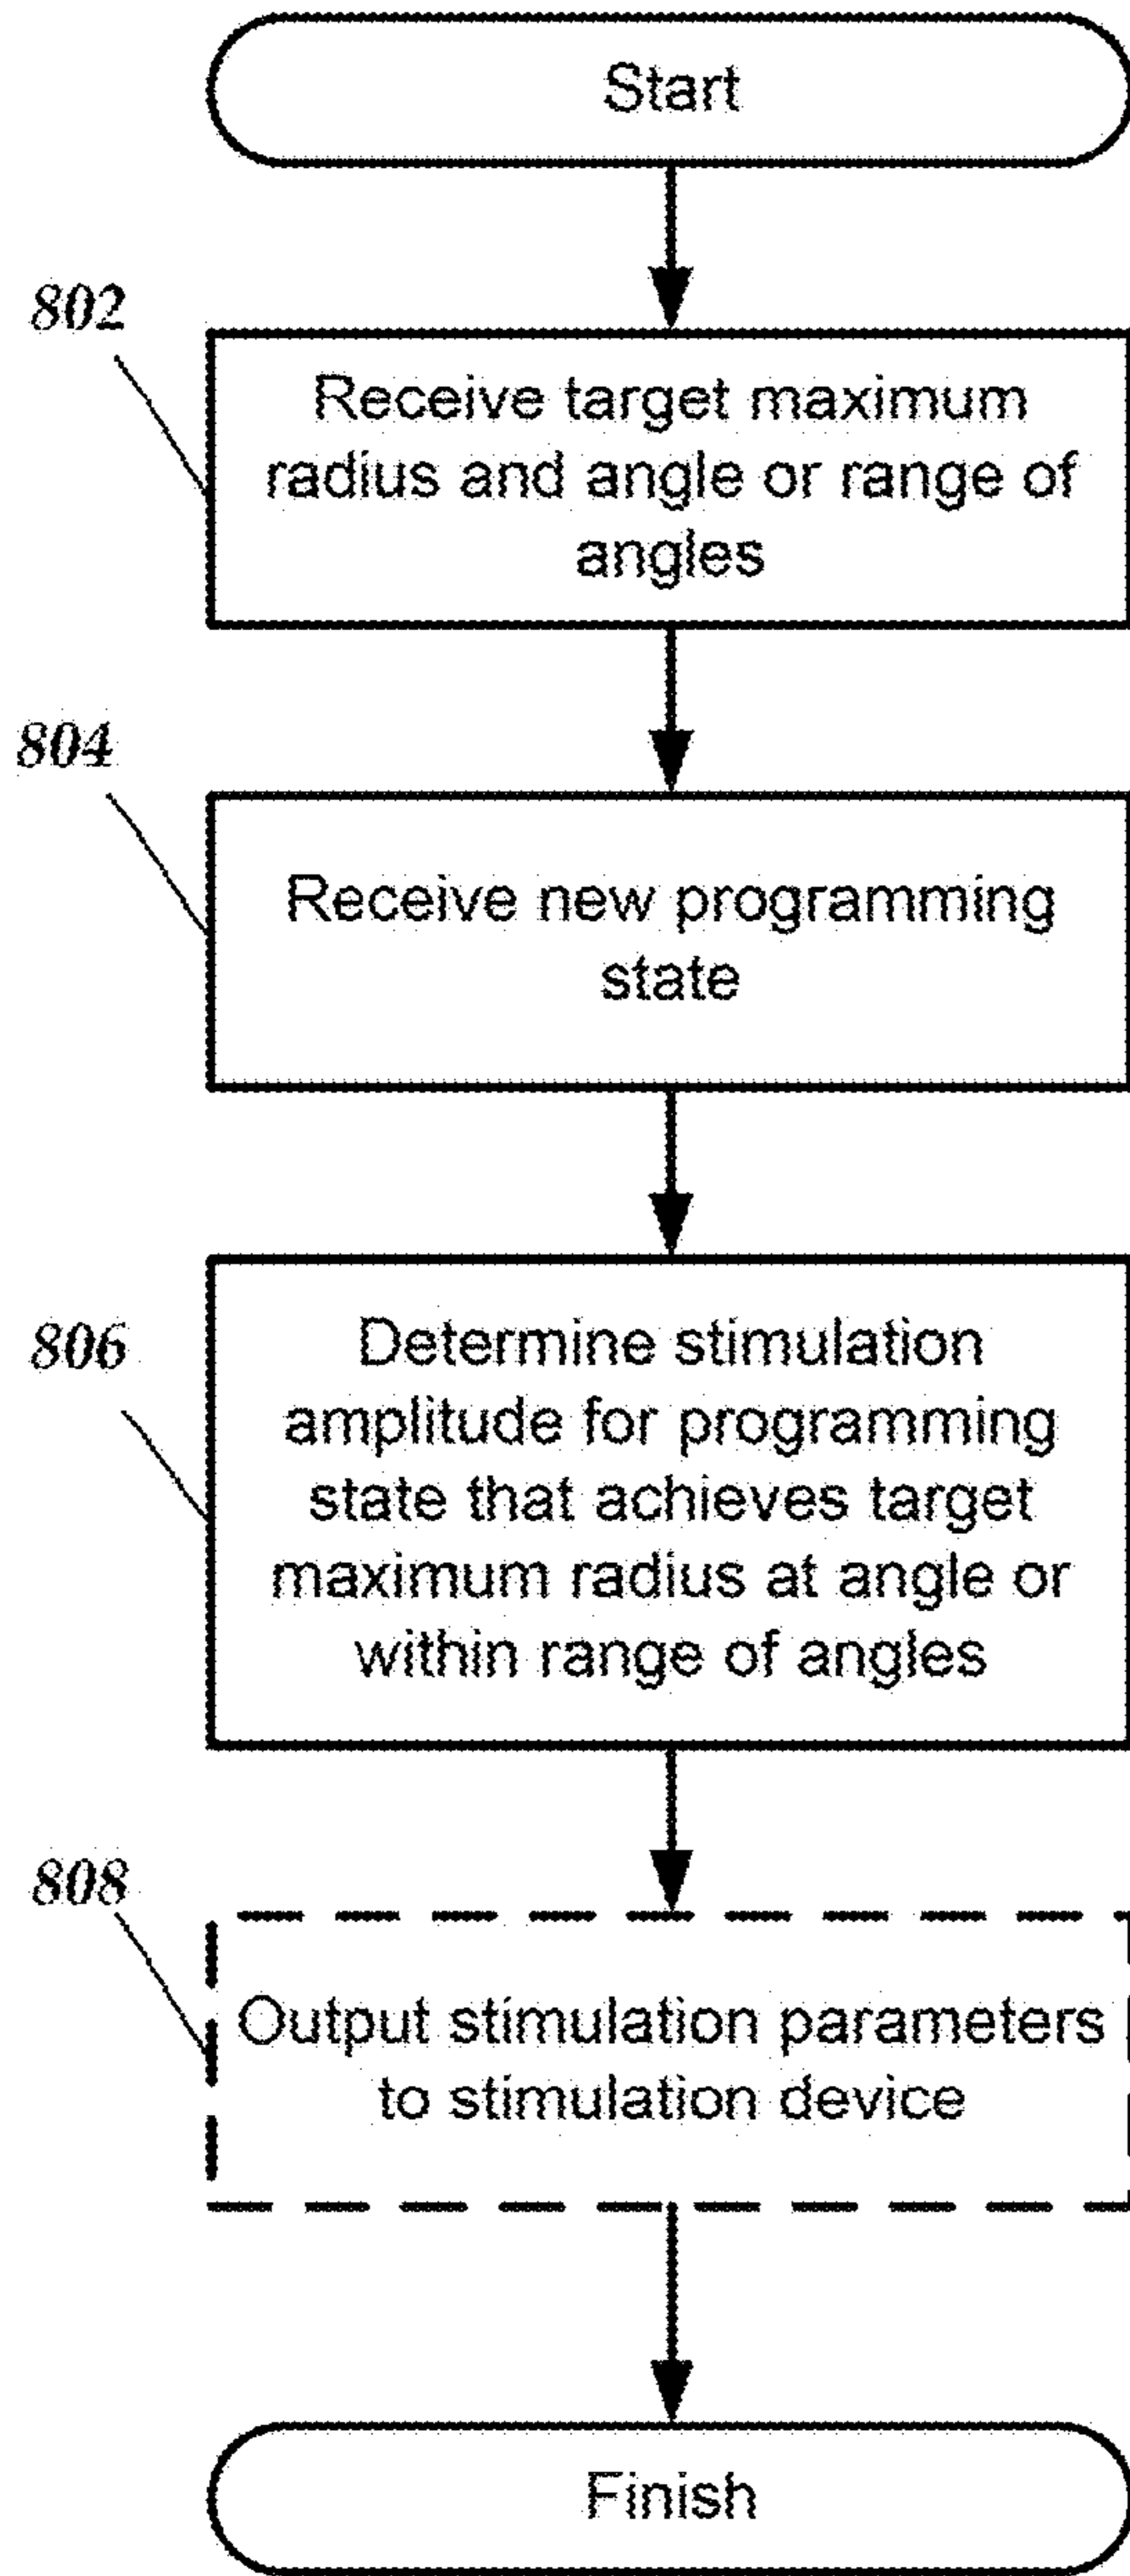 Start
802
Receive target maximum
radius and angle or range of
angles
804
Receive new programming
state
806
Determine stimulation
amplitude for programming
state that achieves target
maximum radius at angle or
within range of angles
808
Output stimulation parameters
to stimulation device
Finish